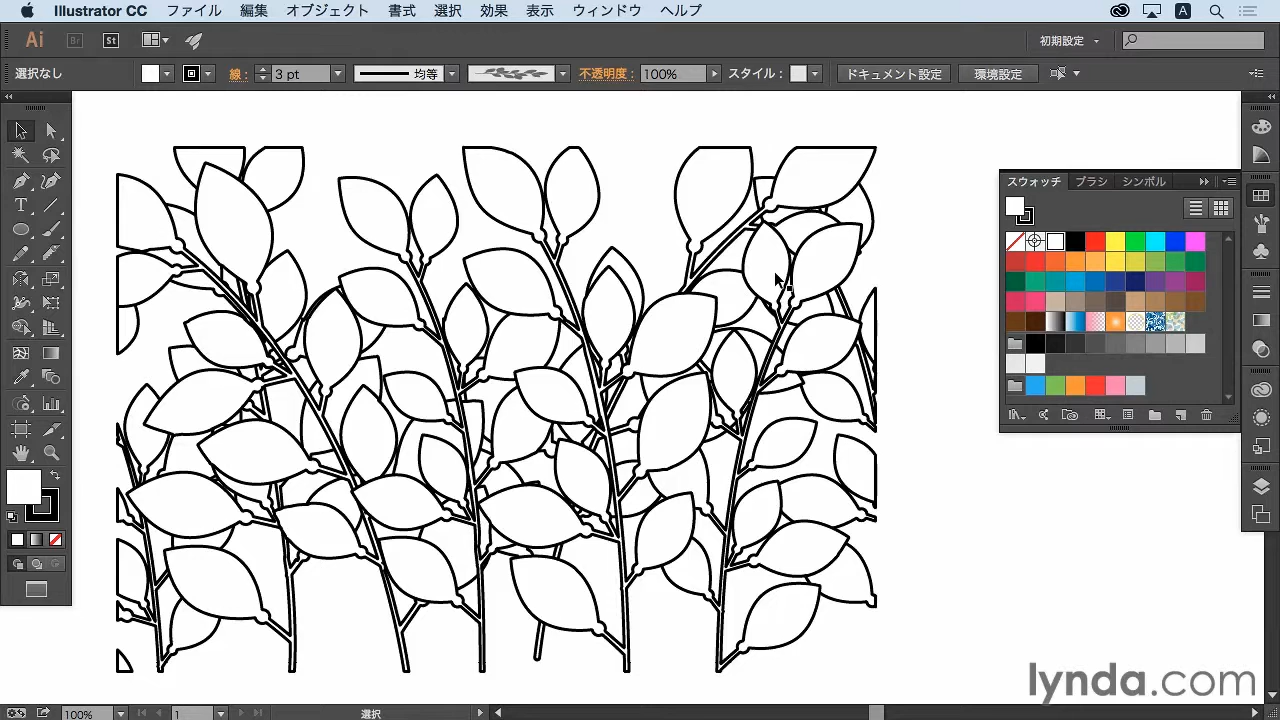 Illustrator CC ファイル 編集 オブジェクト 書式 選択 効果 表示 ウィンドウ ヘルプ
Ai Br St 初期設定
選択なし 線: 3 pt 均等 不透明度: 100% スタイル: ドキュメント設定 環境設定
スウォッチ ブラシ シンボル
lynda.com
100% 1 選択